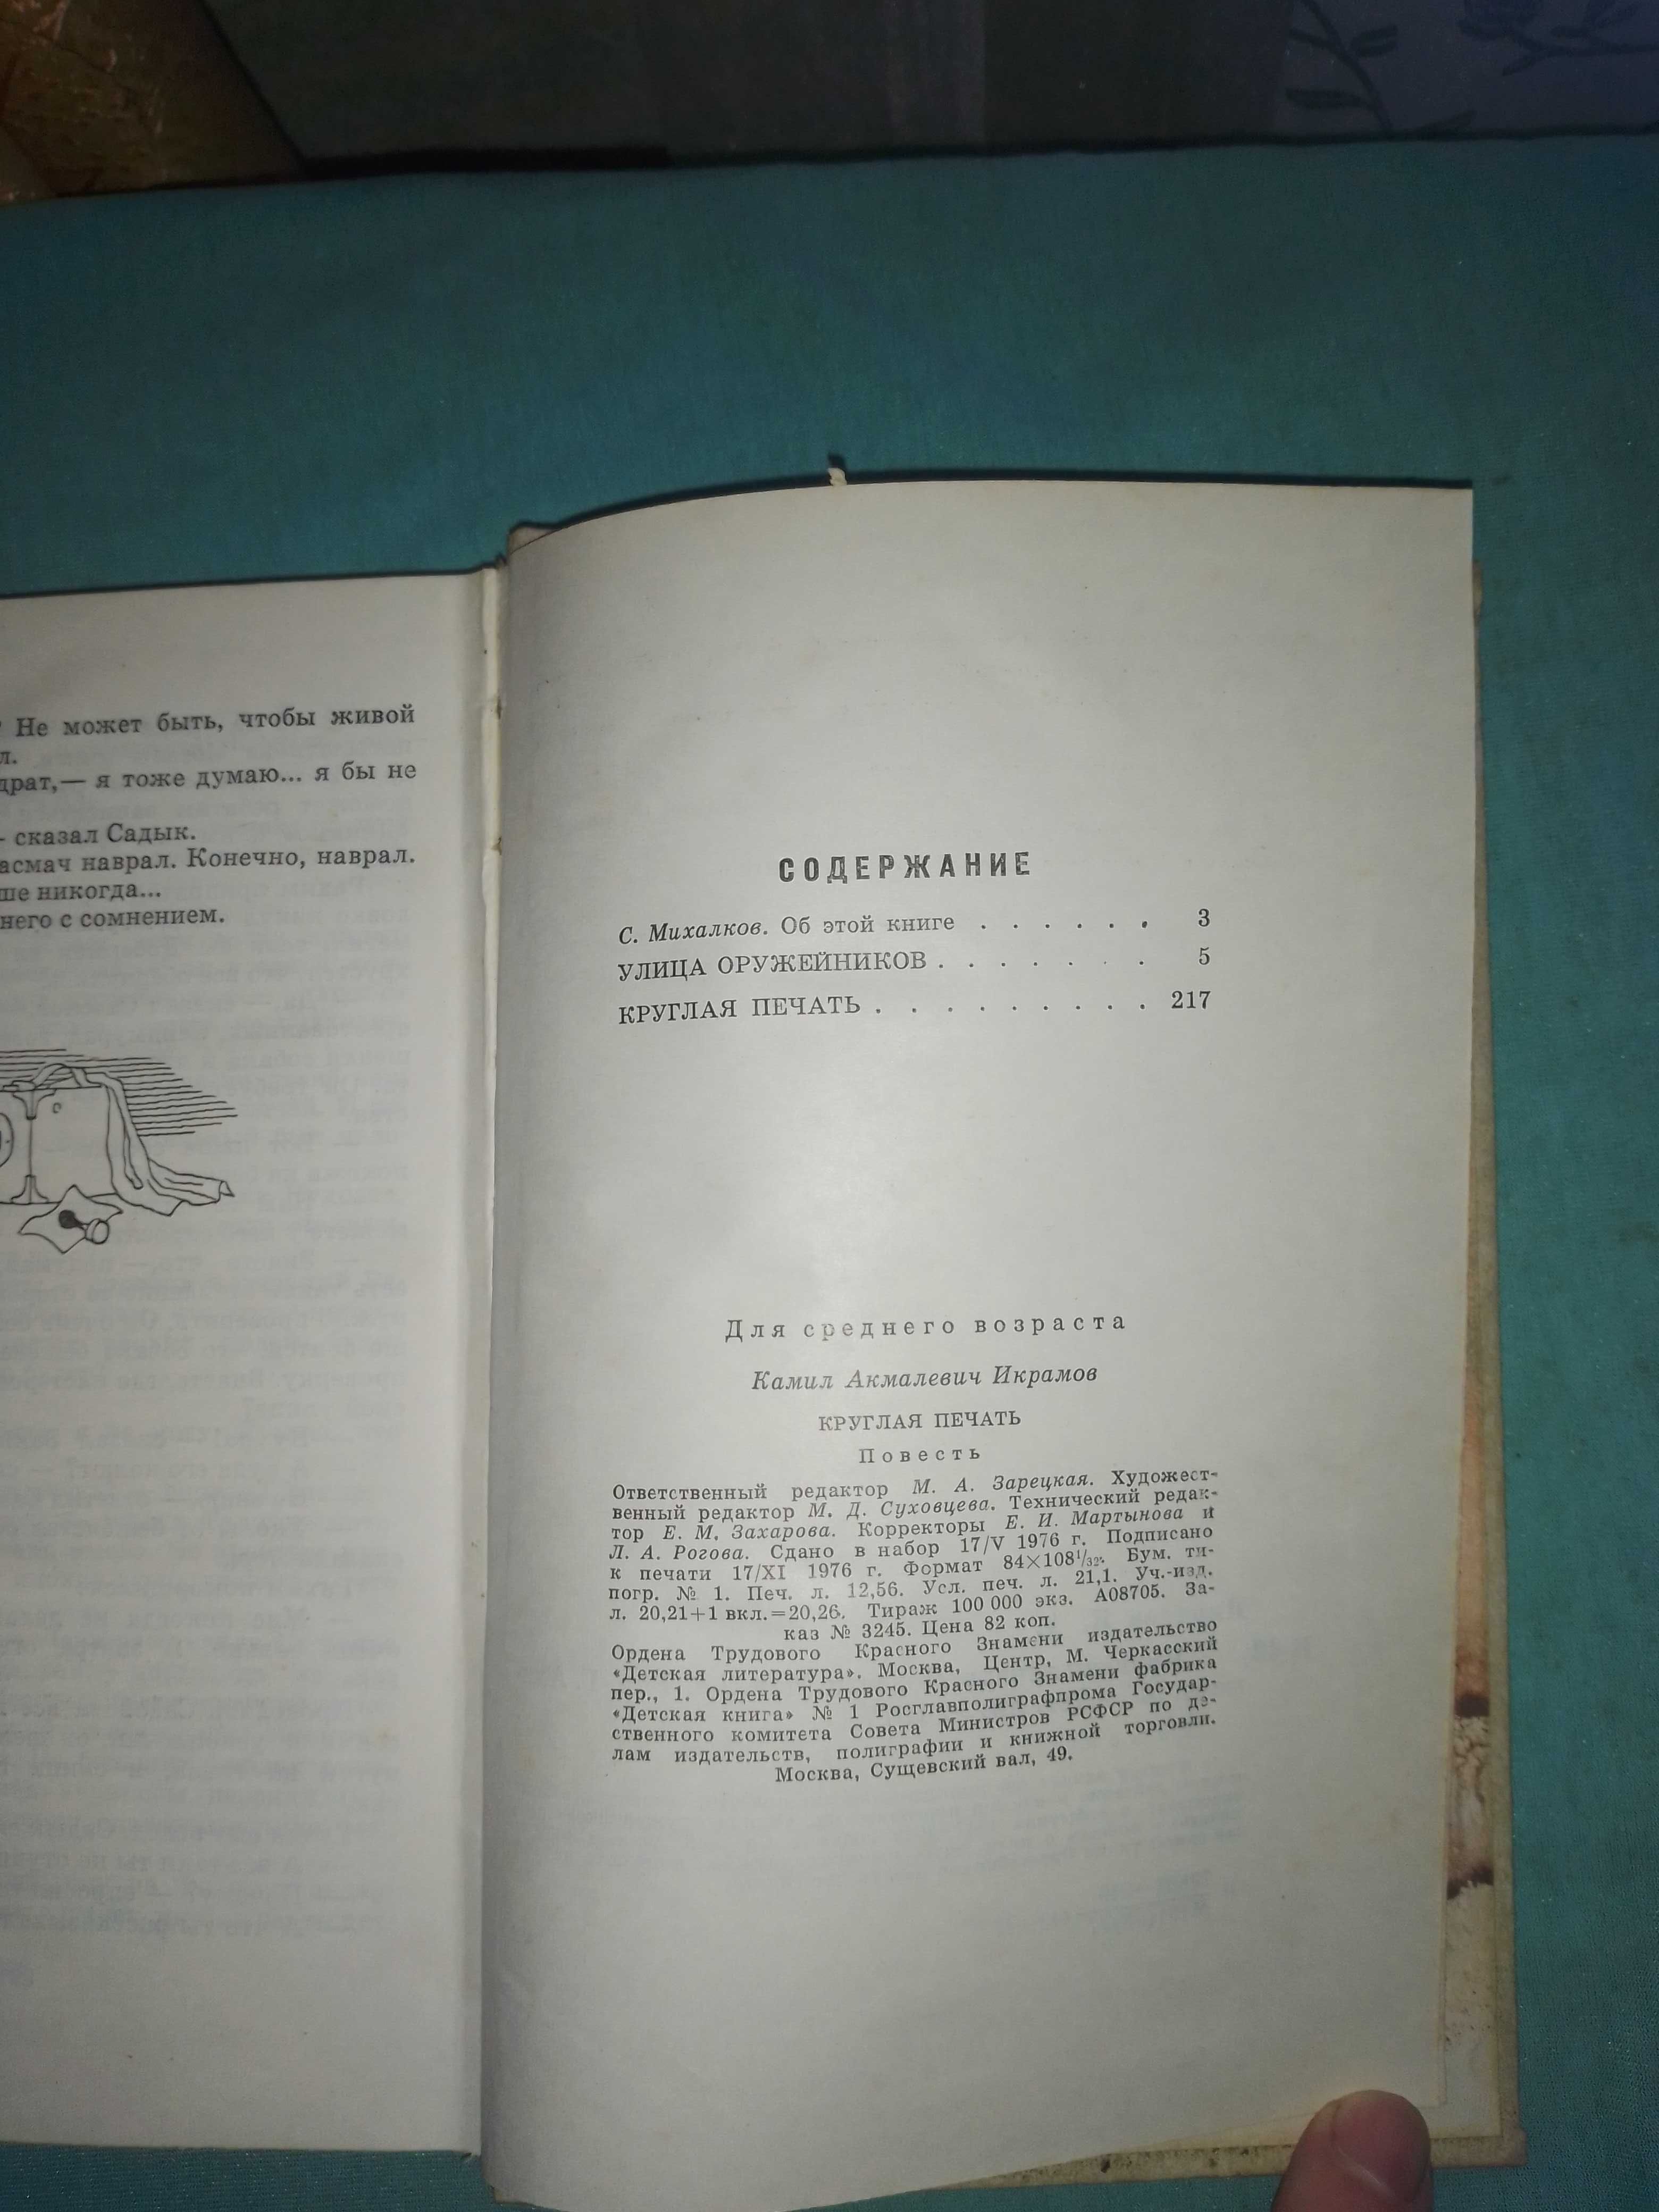 Не может быть, чтобы живой
л.
драт,— я тоже думаю... я бы не
— сказал Садык.
асмач наврал. Конечно, наврал.
ше никогда...
него с сомнением.
СОДЕРЖАНИЕ
С. Михалков. Об этой книге . . . . . . 3
УЛИЦА ОРУЖЕЙНИКОВ . . . . . . . 5
КРУГЛАЯ ПЕЧАТЬ . . . . . . . . . 217
Для среднего возраста
Камил Акмалевич Икрамов
КРУГЛАЯ ПЕЧАТЬ
Повесть
Ответственный редактор М. А. Зарецкая. Художест-
венный редактор М. Д. Суховцева. Технический редак-
тор Е. М. Захарова. Корректоры Е. И. Мартынова и
Л. А. Рогова. Сдано в набор 17/V 1976 г. Подписано
к печати 17/XI 1976 г. Формат 84×108¹/₃₂. Бум. ти-
погр. № 1. Печ. л. 12,56. Усл. печ. л. 21,1. Уч.-изд.
л. 20,21+1 вкл.=20,26. Тираж 100 000 экз. А08705. За-
каз № 3245. Цена 82 коп.
Ордена Трудового Красного Знамени издательство
«Детская литература». Москва, Центр, М. Черкасский
пер., 1. Ордена Трудового Красного Знамени фабрика
«Детская книга» № 1 Росглавполиграфпрома Государ-
ственного комитета Совета Министров РСФСР по де-
лам издательств, полиграфии и книжной торговли.
Москва, Сущевский вал, 49.